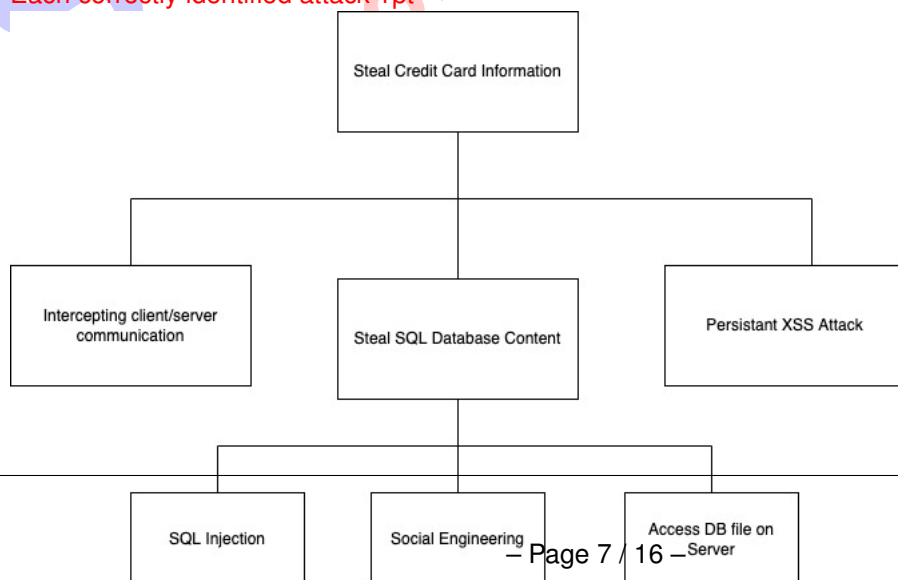 Each correctly identified attack 1pt
Steal Credit Card Information
Intercepting client/server
communication
Steal SQL Database Content
Persistant XSS Attack
SQL Injection
Social Engineering
Access DB file on
Server
– Page 7 / 16 –